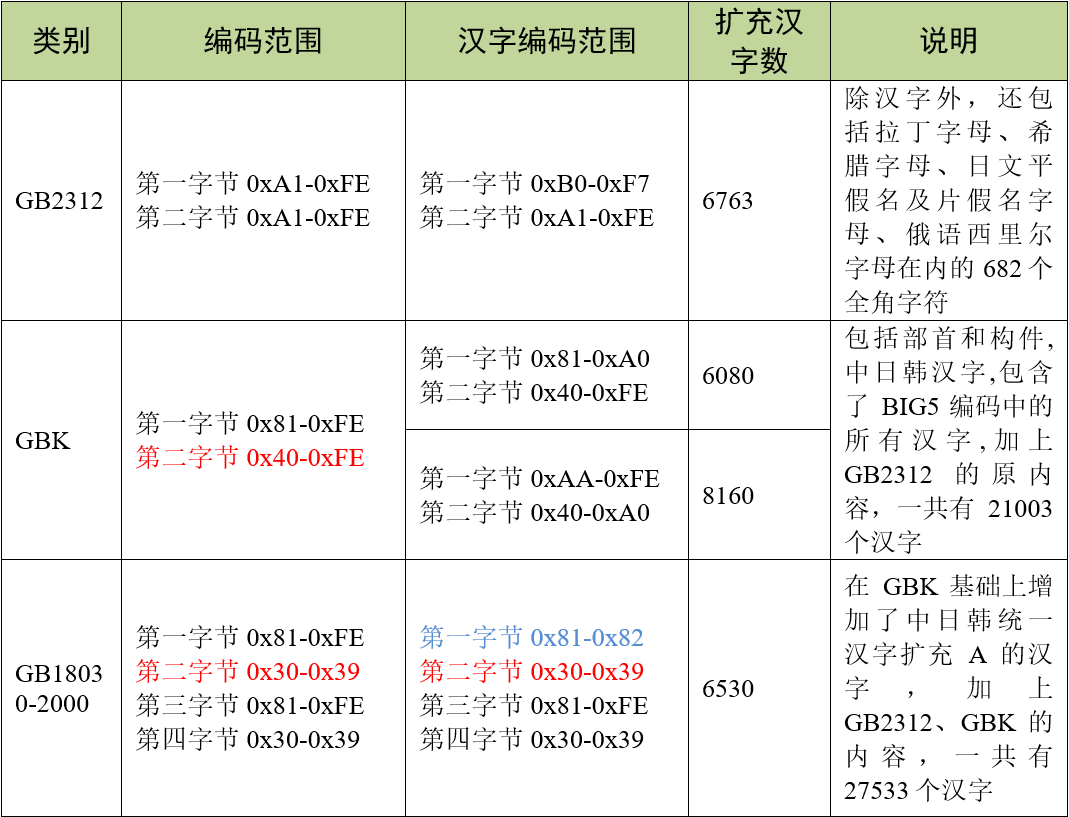 类别
编码范围
汉字编码范围
扩充汉
字数
说明
GB2312
第一字节 0xA1-0xFE
第二字节 0xA1-0xFE
第一字节 0xB0-0xF7
第二字节 0xA1-0xFE
6763
除汉字外，还包
括拉丁字母、希
腊字母、日文平
假名及片假名字
母、俄语西里尔
字母在内的 682 个
全角字符
GBK
第一字节 0x81-0xFE
第二字节 0x40-0xFE
第一字节 0x81-0xA0
第二字节 0x40-0xFE
6080
第一字节 0xAA-0xFE
第二字节 0x40-0xA0
8160
包括部首和构件,
中日韩汉字,包含
了 BIG5 编码中的
所有汉字,加上
GB2312 的原内
容，一共有 21003
个汉字
GB1803
0-2000
第一字节 0x81-0xFE
第二字节 0x30-0x39
第三字节 0x81-0xFE
第四字节 0x30-0x39
第一字节 0x81-0x82
第二字节 0x30-0x39
第三字节 0x81-0xFE
第四字节 0x30-0x39
6530
在 GBK 基础上增
加了中日韩统一
汉字扩充 A 的汉
字，加上
GB2312、GBK 的
内容，一共有
27533 个汉字